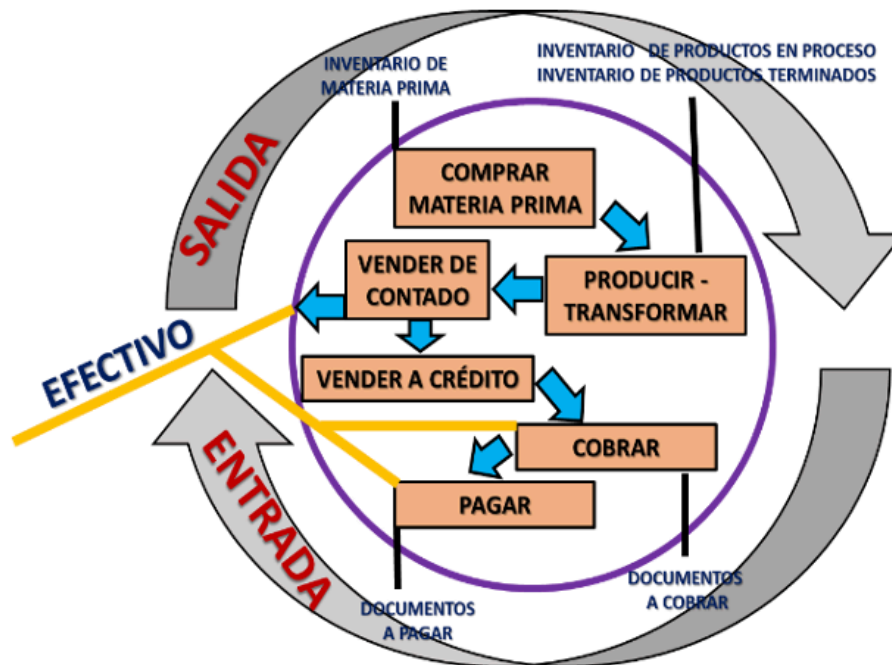 INVENTARIO DE
MATERIA PRIMA
INVENTARIO DE PRODUCTOS EN PROCESO
INVENTARIO DE PRODUCTOS TERMINADOS
SALIDA
COMPRAR
MATERIA PRIMA
VENDER DE
CONTADO
PRODUCIR -
TRANSFORMAR
EFECTIVO
VENDER A CRÉDITO
COBRAR
PAGAR
ENTRADA
DOCUMENTOS
A PAGAR
DOCUMENTOS
A COBRAR